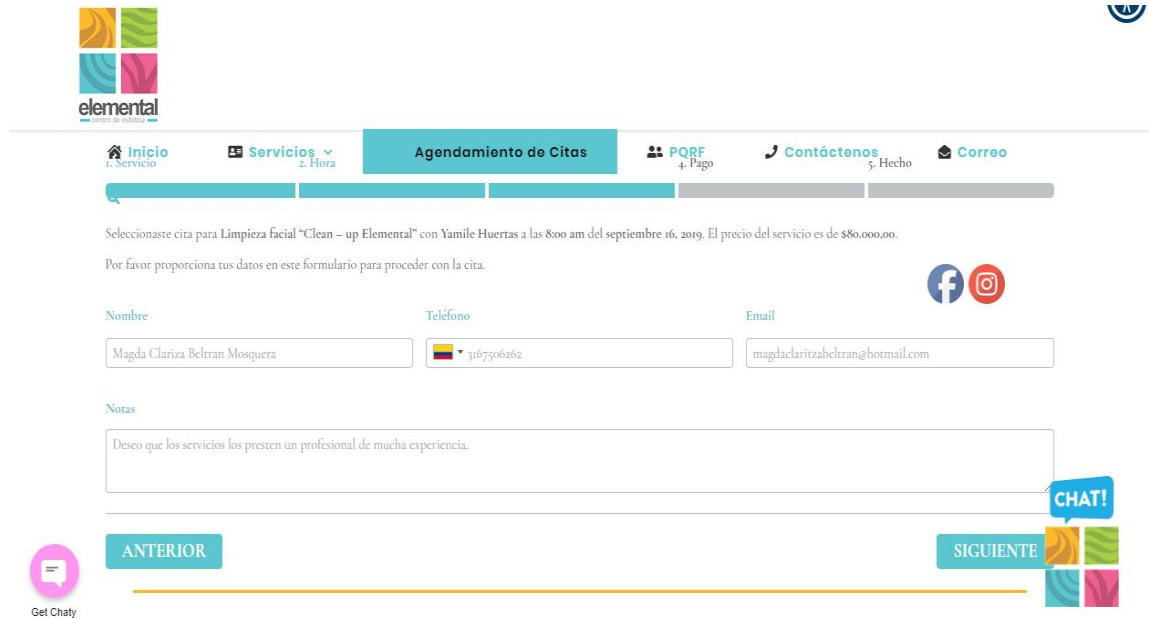 elemental
centro de estética
Inicio
Servicios
Agendamiento de Citas
PQRF
Contáctenos
Correo
1. Servicio
2. Hora
4. Pago
5. Hecho
Seleccionaste cita para Limpieza facial “Clean – up Elemental” con Yamile Huertas a las 8:00 am del septiembre 16, 2019. El precio del servicio es de $80.000,00.
Por favor proporciona tus datos en este formulario para proceder con la cita.
Nombre
Teléfono
Email
Magda Clariza Beltran Mosquera
3167506262
magdaclaritzabeltran@hotmail.com
Notas
Deseo que los servicios los presten un profesional de mucha experiencia.
CHAT!
ANTERIOR
SIGUIENTE
Get Chaty